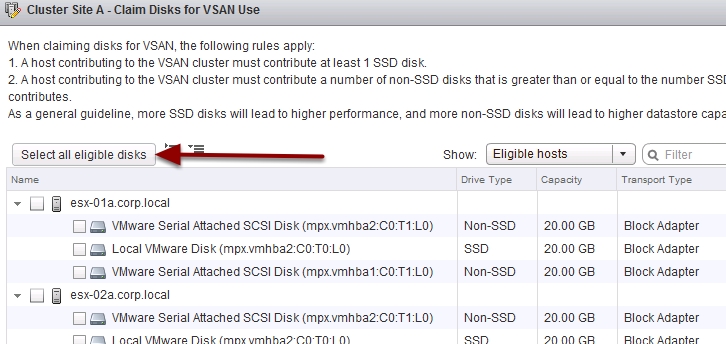 Cluster Site A - Claim Disks for VSAN Use
When claiming disks for VSAN, the following rules apply:
1. A host contributing to the VSAN cluster must contribute at least 1 SSD disk.
2. A host contributing to the VSAN cluster must contribute a number of non-SSD disks that is greater than or equal to the number SSD
contributes.
As a general guideline, more SSD disks will lead to higher performance, and more non-SSD disks will lead to higher datastore capa
Select all eligible disks Show: Eligible hosts Filter
Name Drive Type Capacity Transport Type
esx-01a.corp.local
VMware Serial Attached SCSI Disk (mpx.vmhba2:C0:T1:L0) Non-SSD 20.00 GB Block Adapter
Local VMware Disk (mpx.vmhba2:C0:T0:L0) SSD 20.00 GB Block Adapter
VMware Serial Attached SCSI Disk (mpx.vmhba1:C0:T1:L0) Non-SSD 20.00 GB Block Adapter
esx-02a.corp.local
VMware Serial Attached SCSI Disk (mpx.vmhba2:C0:T1:L0) Non-SSD 20.00 GB Block Adapter
Local VMware Disk (mpx.vmhba2:C0:T0:L0) SSD 20.00 GB Block Adapter